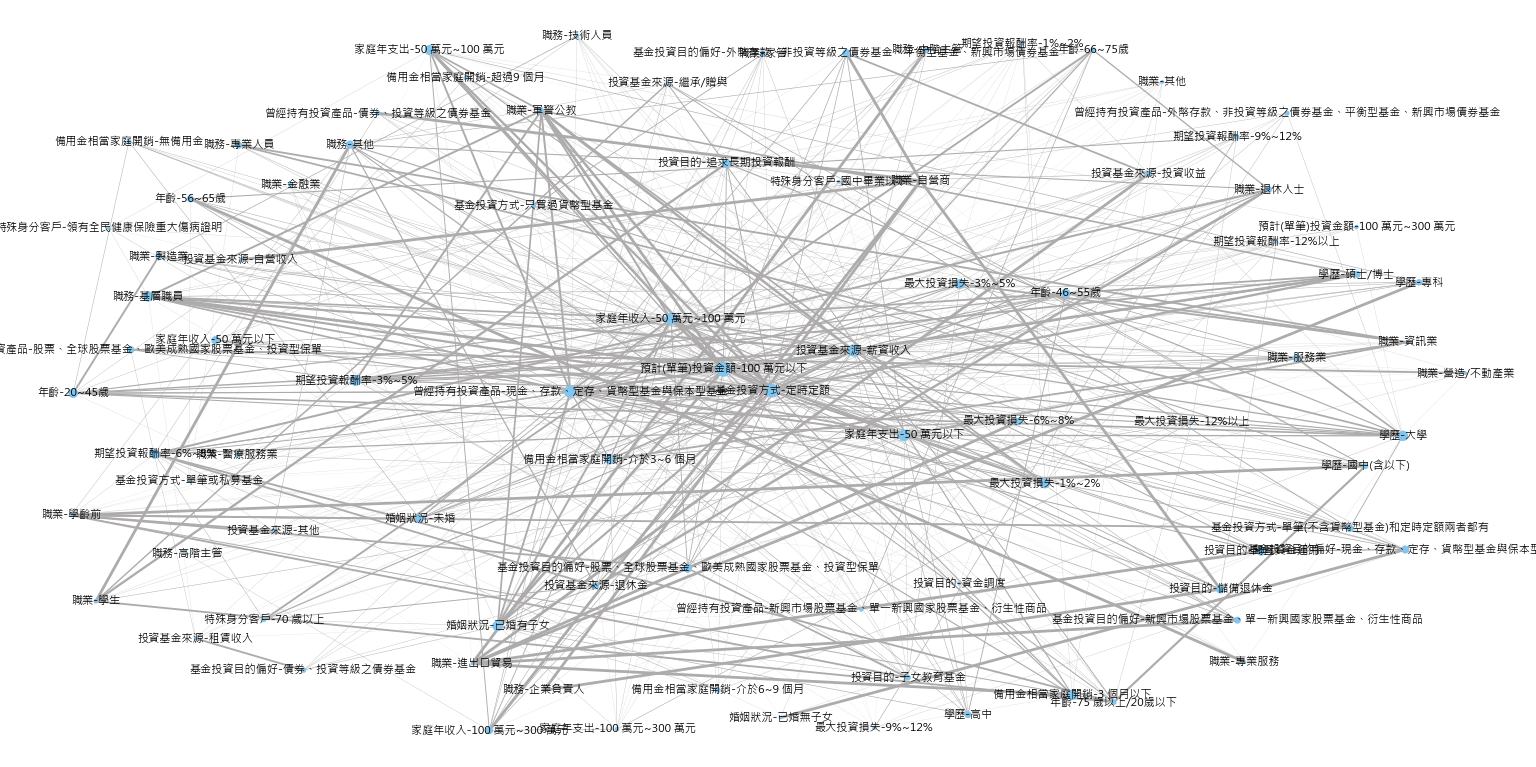 職務-技術人員
家庭年支出-50 萬元~100 萬元
期望投資報酬率-1%~2%
年齡-66~75歲
基金投資目的偏好-外幣存款、非投資等級之債券基金、平衡型基金、新興市場債券基金
備用金相當家庭開銷-超過9 個月
投資基金來源-繼承/贈與
職業-其他
曾經持有投資產品-債券、投資等級之債券基金
職業-軍警公教
曾經持有投資產品-外幣存款、非投資等級之債券基金、平衡型基金、新興市場債券基金
期望投資報酬率-9%~12%
備用金相當家庭開銷-無備用金
職務-專業人員
職務-其他
投資目的-追求長期投資報酬
投資基金來源-投資收益
職業-金融業
特殊身分客戶-國中畢業以下
職業-自營商
職業-退休人士
年齡-56~65歲
基金投資方式-只買過貨幣型基金
特殊身分客戶-領有全民健康保險重大傷病證明
預計(單筆)投資金額-100 萬元~300 萬元
期望投資報酬率-12%以上
職業-製造業
投資基金來源-自營收入
學歷-碩士/博士
學歷-專科
最大投資損失-3%~5%
年齡-46~55歲
職務-基層職員
家庭年收入-50 萬元~100 萬元
家庭年收入-50 萬元以下
職業-資訊業
資產品-股票、全球股票基金、歐美成熟國家股票基金、投資型保單
投資基金來源-薪資收入
職業-服務業
預計(單筆)投資金額-100 萬元以下
職業-營造/不動產業
期望投資報酬率-3%~5%
年齡-20~45歲
曾經持有投資產品-現金、存款、定存、貨幣型基金與保本型基金
基金投資方式-定時定額
最大投資損失-6%~8%
最大投資損失-12%以上
家庭年支出-50 萬元以下
學歷-大學
期望投資報酬率-6%~8%
職業-醫療服務業
備用金相當家庭開銷-介於3~6 個月
學歷-國中(含以下)
基金投資方式-單筆或私募基金
最大投資損失-1%~2%
職業-學齡前
婚姻狀況-未婚
投資基金來源-其他
基金投資方式-單筆(不含貨幣型基金)和定時定額兩者都有
職務-高階主管
基金投資目的偏好-現金、存款、定存、貨幣型基金與保本型
基金投資目的偏好-股票、全球股票基金、歐美成熟國家股票基金、投資型保單
投資基金來源-退休金
投資目的-資金調度
投資目的-儲備退休金
職業-學生
曾經持有投資產品-新興市場股票基金、單一新興國家股票基金、衍生性商品
特殊身分客戶-70 歲以上
基金投資目的偏好-新興市場股票基金、單一新興國家股票基金、衍生性商品
婚姻狀況-已婚有子女
投資基金來源-租賃收入
職業-進出口貿易
職業-專業服務
基金投資目的偏好-債券、投資等級之債券基金
投資目的-子女教育基金
職務-企業負責人
備用金相當家庭開銷-介於6~9 個月
備用金相當家庭開銷-3 個月以下
年齡-75 歲以上/20歲以下
婚姻狀況-已婚無子女
學歷-高中
家庭年收入-100 萬元~300 萬元
家庭年支出-100 萬元~300 萬元
最大投資損失-9%~12%